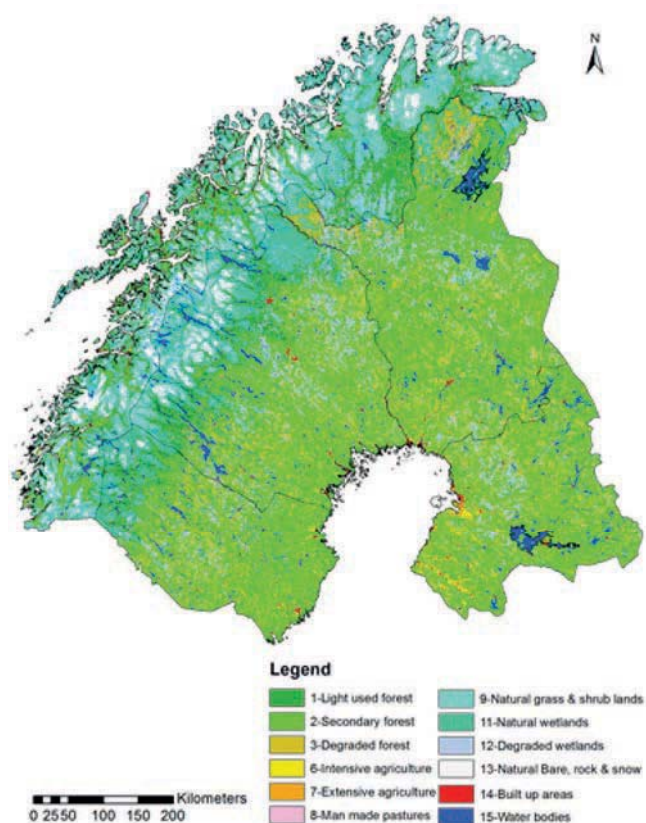 N
Legend
1-Light used forest
2-Secondary forest
3-Degraded forest
6-Intensive agriculture
7-Extensive agriculture
8-Man made pastures
9-Natural grass & shrub lands
11-Natural wetlands
12-Degraded wetlands
13-Natural Bare, rock & snow
14-Built up areas
15-Water bodies
Kilometers
0 25 50 100 150 200